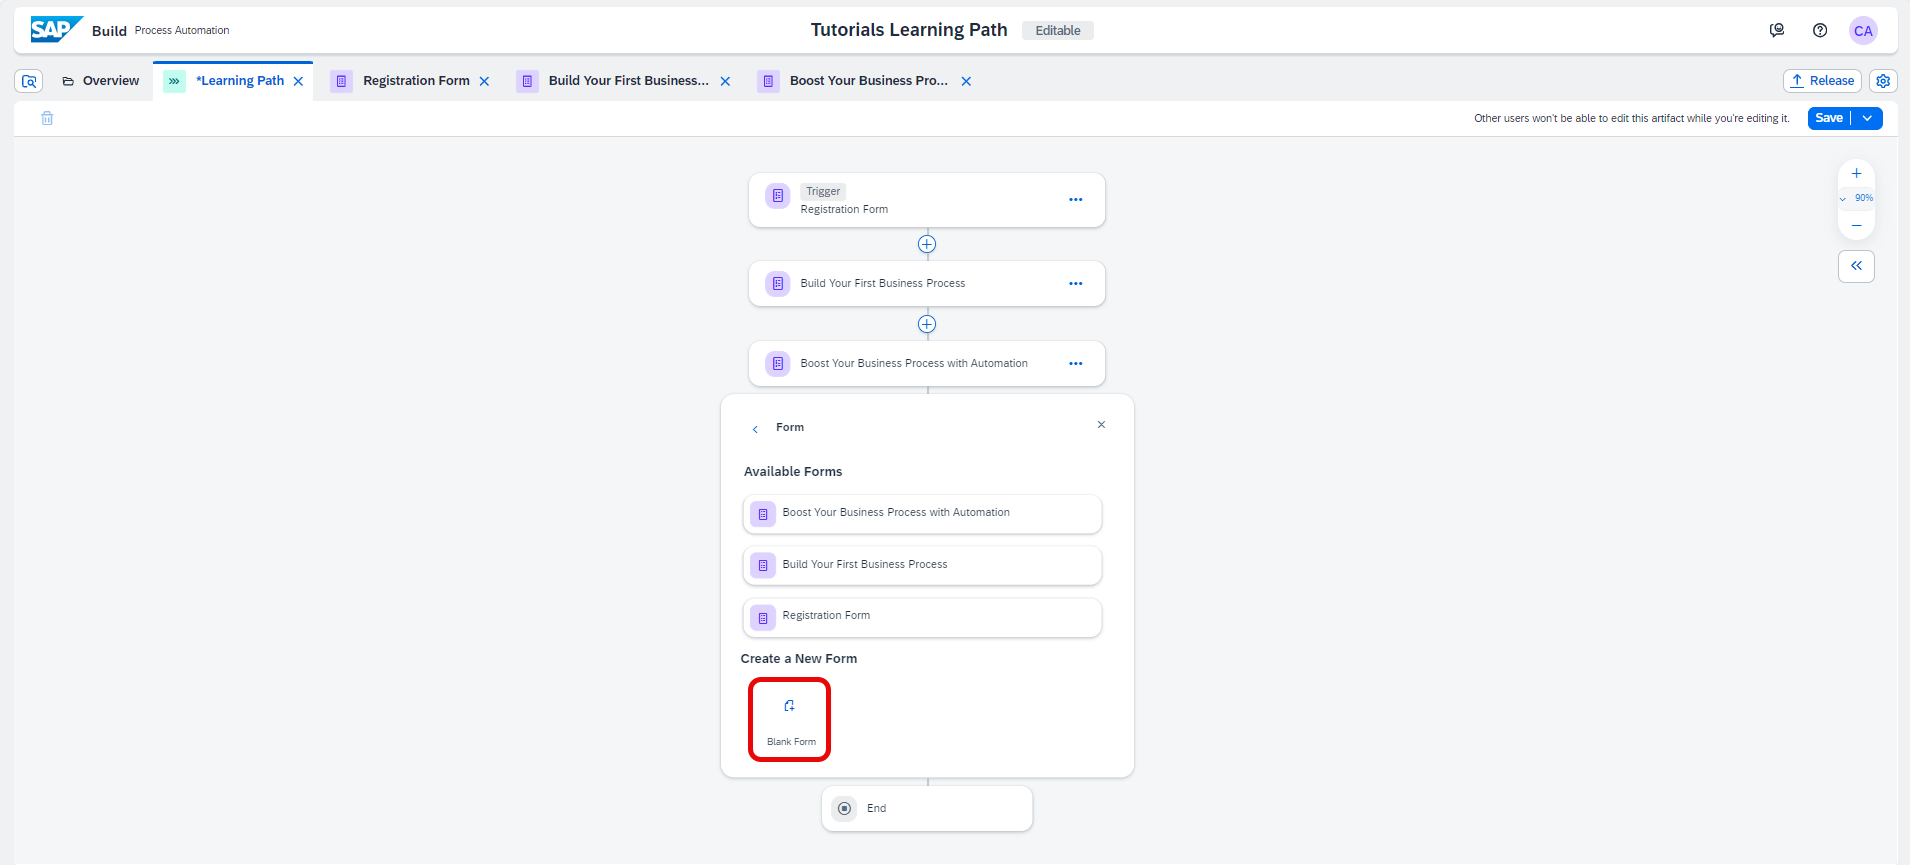 SAP Build Process Automation
Tutorials Learning Path Editable
CA
Overview
*Learning Path
Registration Form
Build Your First Business...
Boost Your Business Pro...
Release
Other users won't be able to edit this artifact while you're editing it.
Save
Trigger
Registration Form
90%
Build Your First Business Process
Boost Your Business Process with Automation
Form
Available Forms
Boost Your Business Process with Automation
Build Your First Business Process
Registration Form
Create a New Form
Blank Form
End